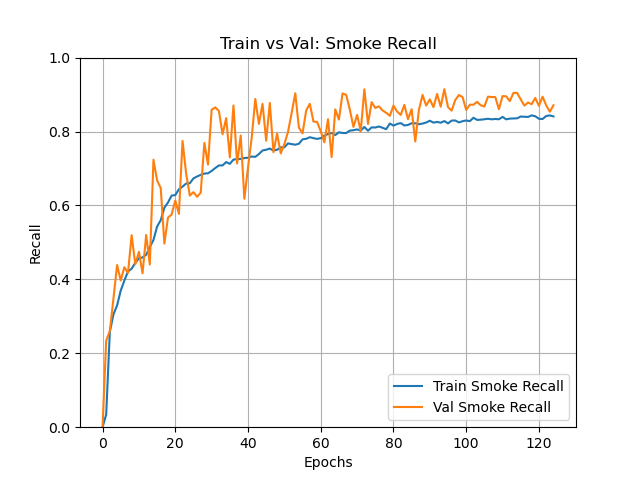 Train vs Val: Smoke Recall
1.0
0.8
0.6
0.4
0.2
0.0
Recall
0 20 40 60 80 100 120
Epochs
Train Smoke Recall
Val Smoke Recall